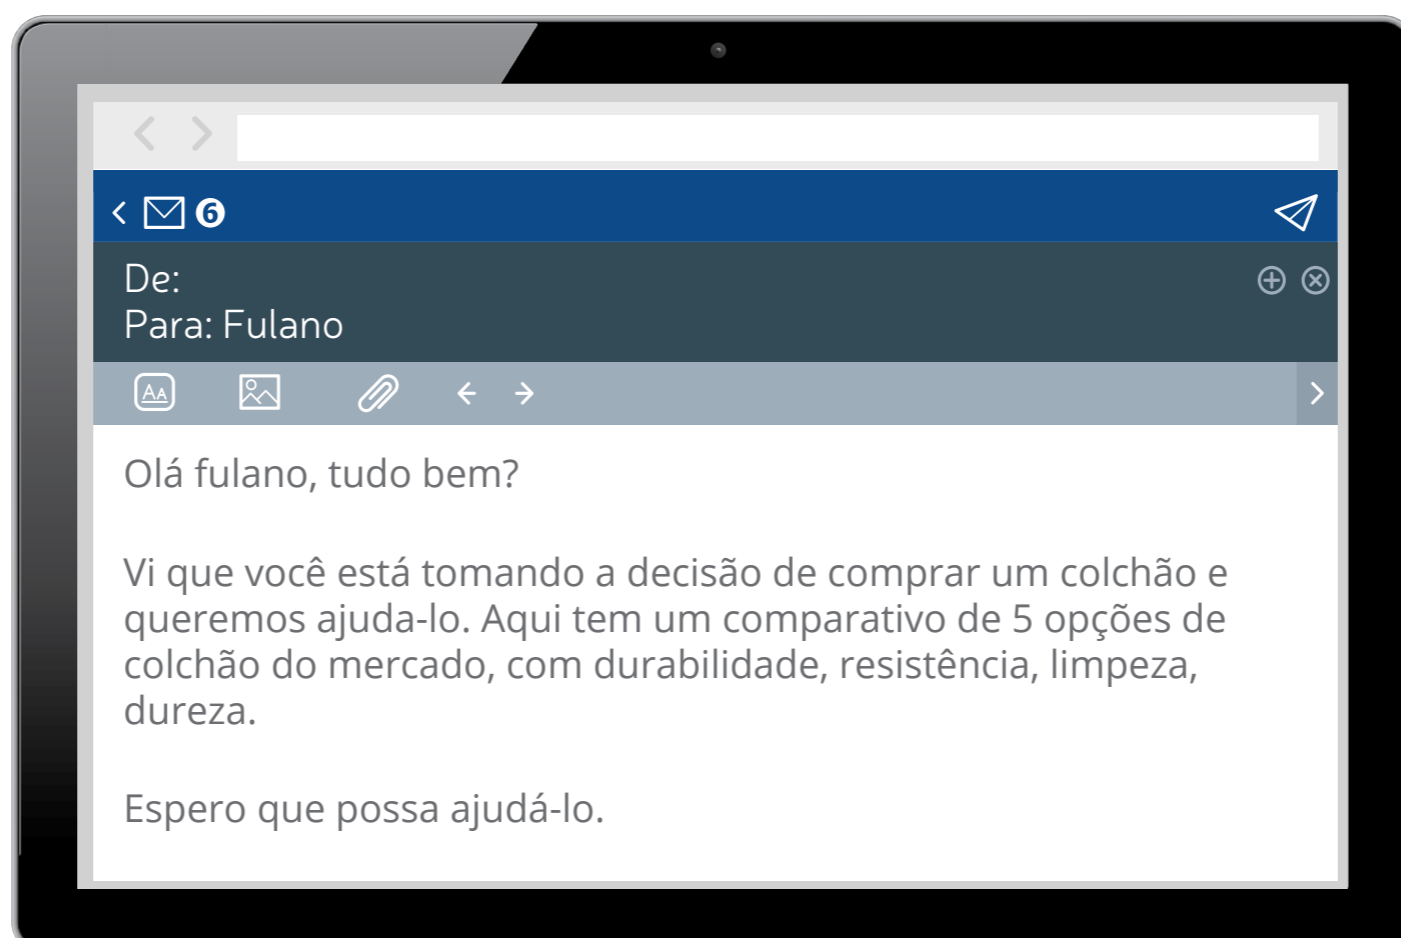 6
De:
Para: Fulano
AA
Olá fulano, tudo bem?
Vi que você está tomando a decisão de comprar um colchão e
queremos ajuda-lo. Aqui tem um comparativo de 5 opções de
colchão do mercado, com durabilidade, resistência, limpeza,
dureza.
Espero que possa ajudá-lo.